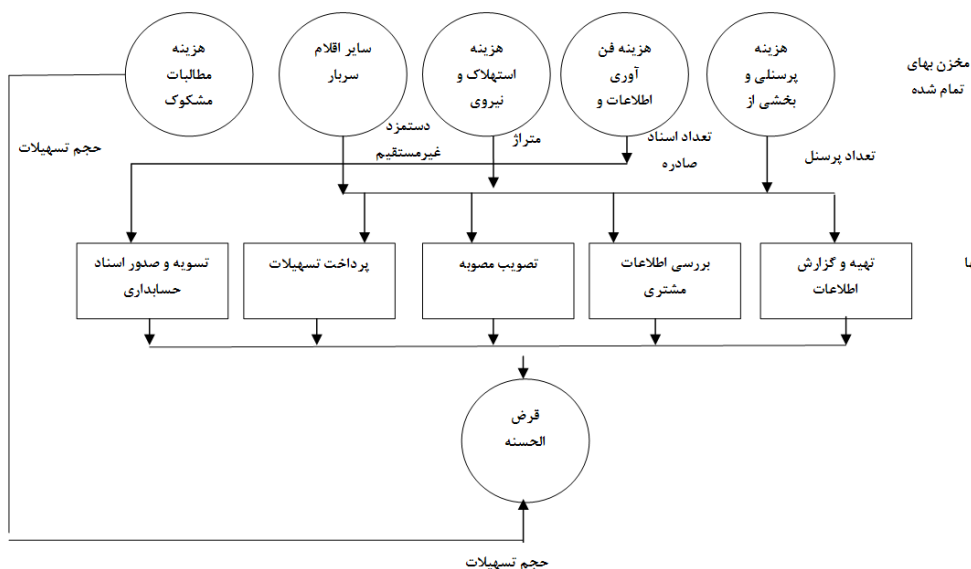 مخزن بهای
تمام شده
هزینه
پرسنلی و
بخشی از
هزینه فن
آوری
اطلاعات و
هزینه
استهلاک و
نیروی
سایر اقلام
سربار
هزینه
مطالبات
مشکوک
تعداد پرسنل
تعداد اسناد
صادره
متراژ
دستمزد
غیرمستقیم
حجم تسهیلات
ها
تهیه و گزارش
اطلاعات
بررسی اطلاعات
مشتری
تصویب مصوبه
پرداخت تسهیلات
تسویه و صدور اسناد
حسابداری
قرض
الحسنه
حجم تسهیلات